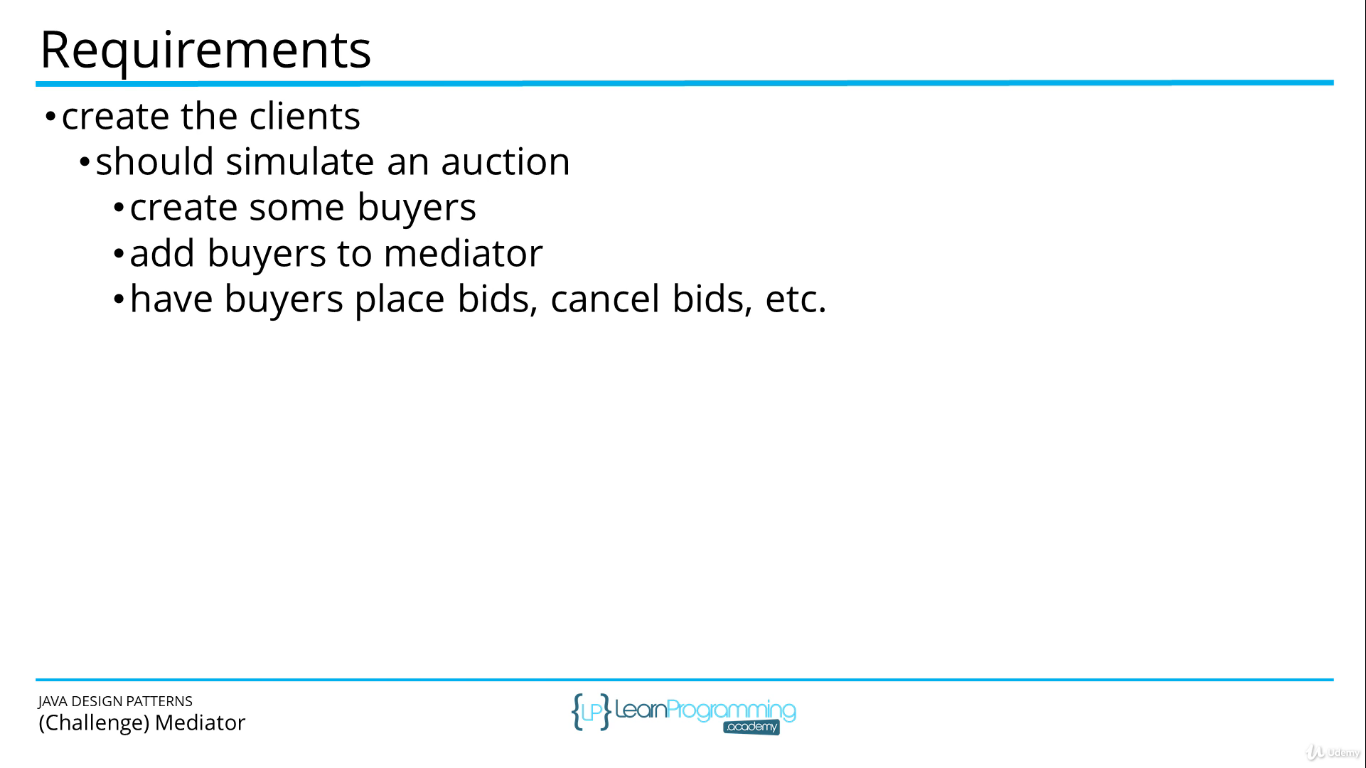 Requirements
•create the clients
•should simulate an auction
•create some buyers
•add buyers to mediator
•have buyers place bids, cancel bids, etc.
JAVA DESIGN PATTERNS
(Challenge) Mediator
{LP} LearnProgramming
.academy
Udemy